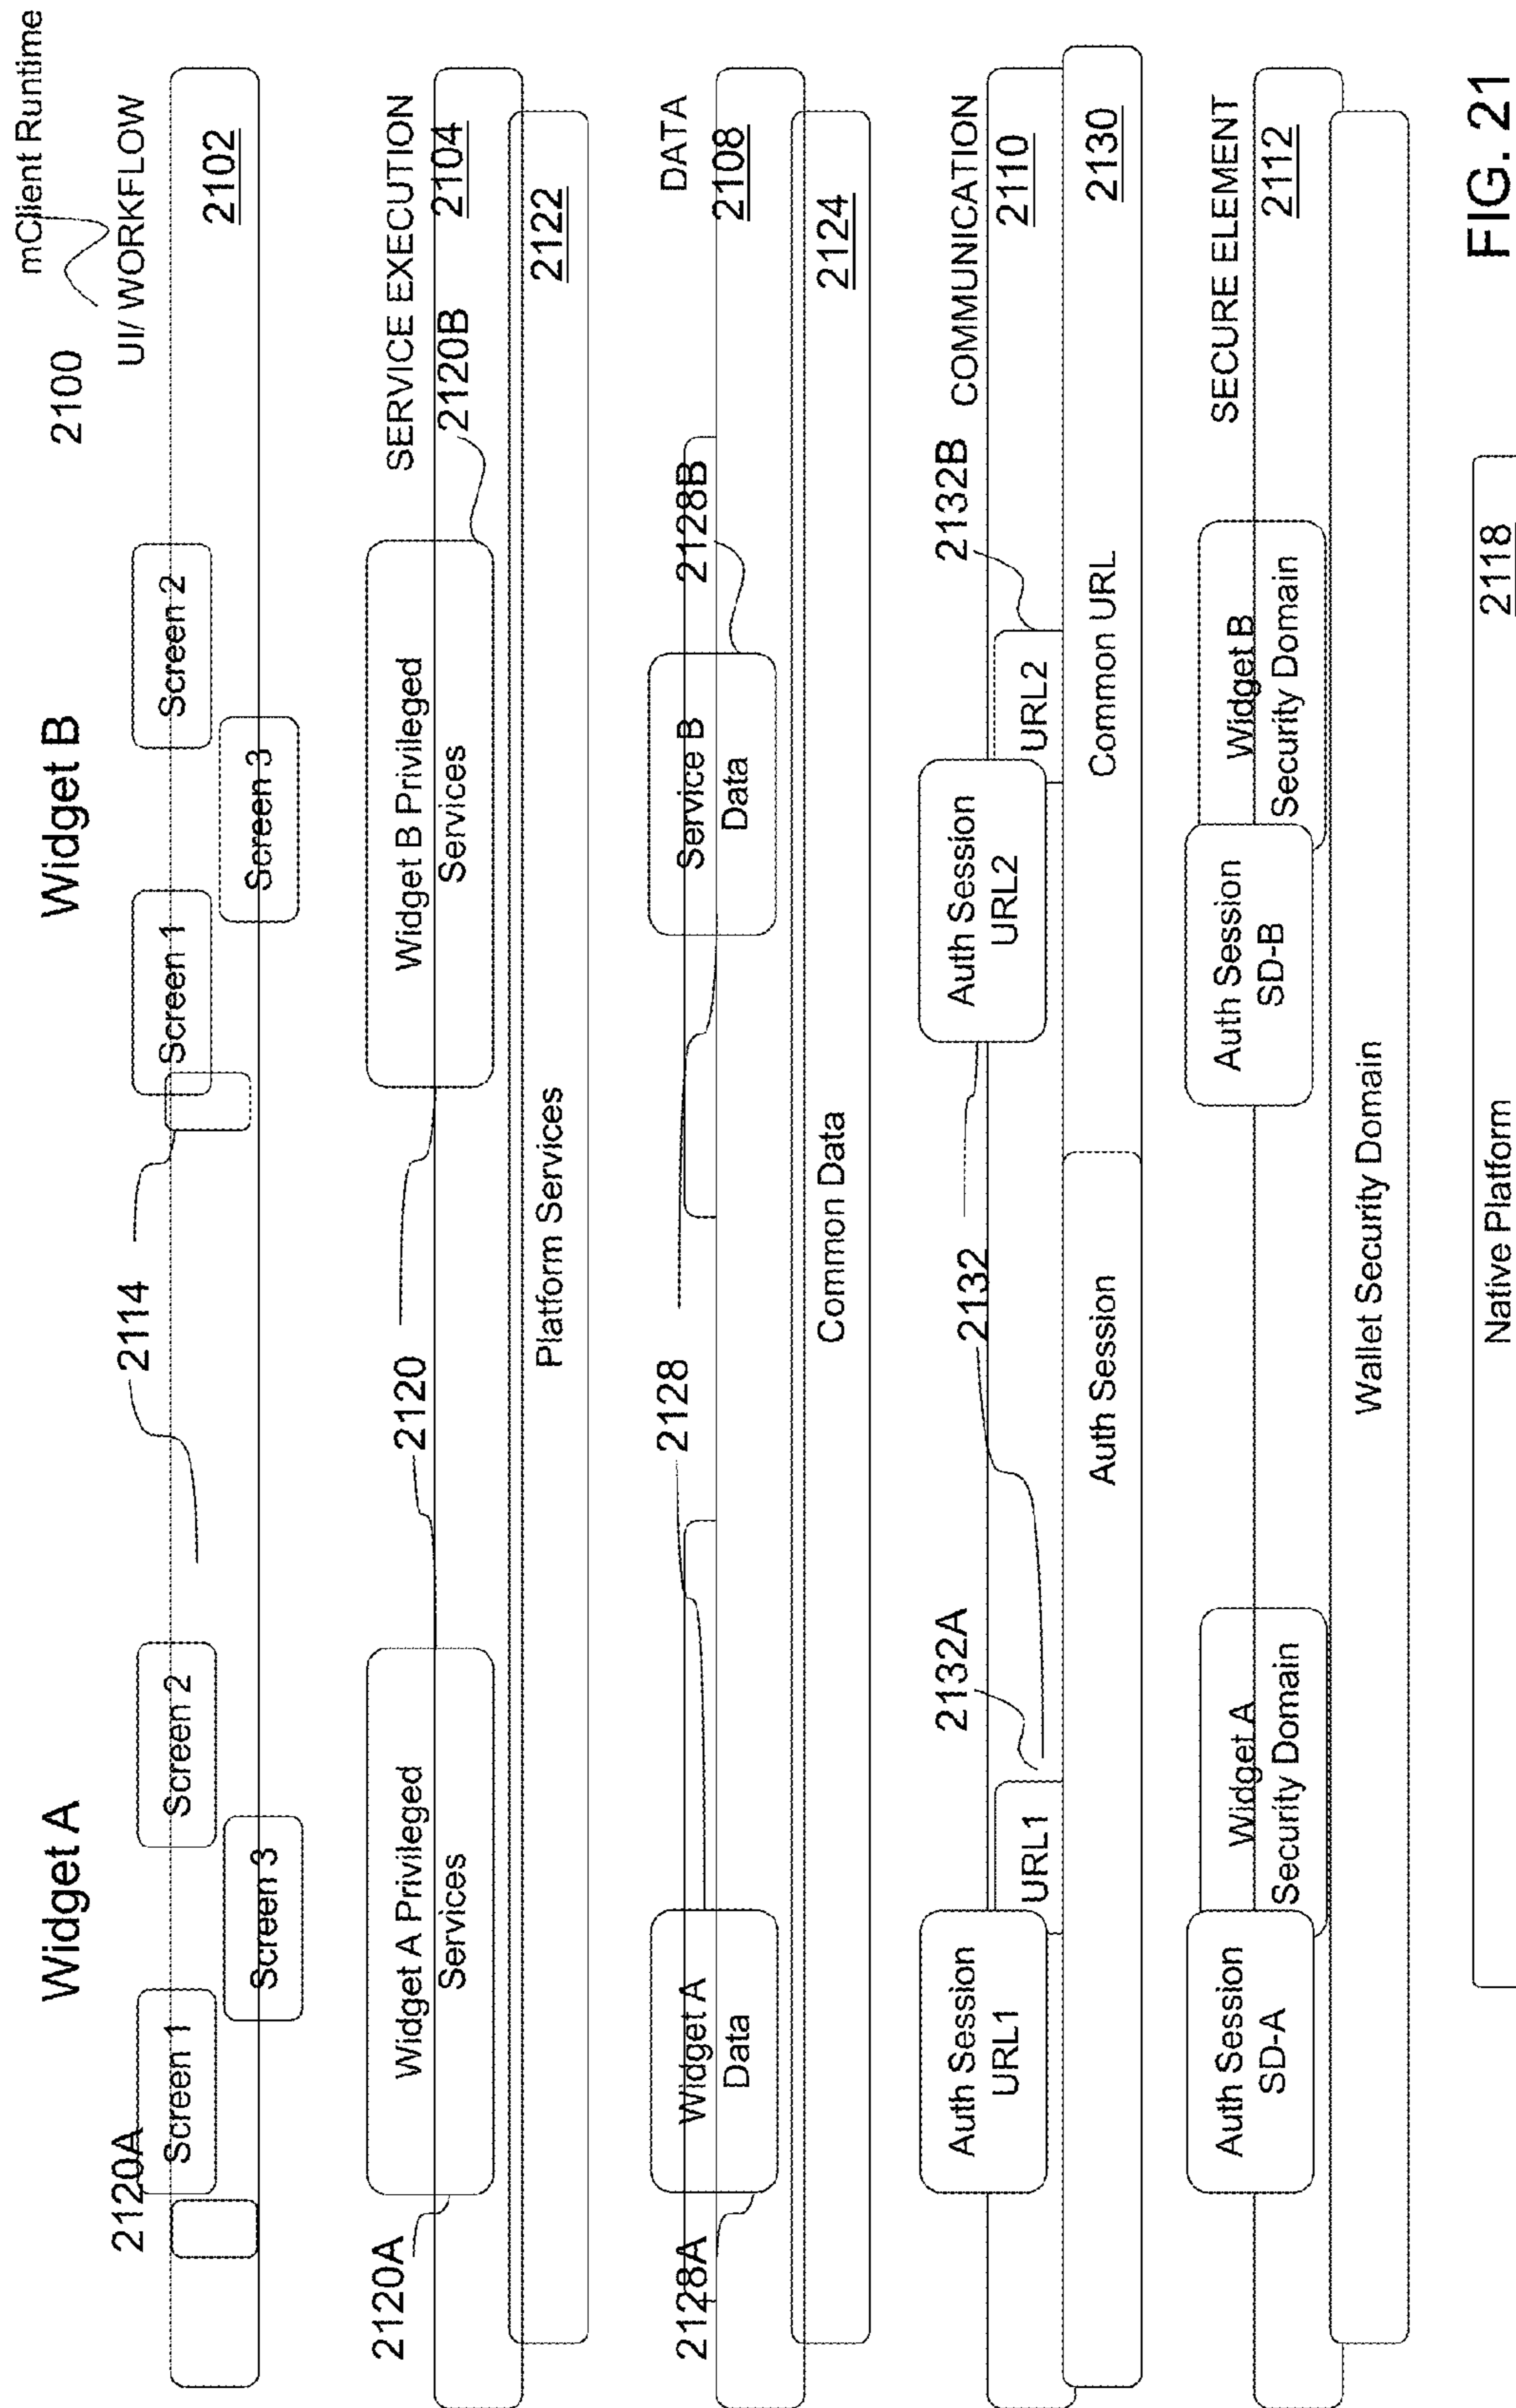 mClient Runtime
2100
Widget A
Widget B
UI/ WORKFLOW
2102
2114
2120A
Screen 1
Screen 2
Screen 3
Screen 1
Screen 2
Screen 3
SERVICE EXECUTION
2104
2120
2120A
2120B
Widget A Privileged
Services
Widget B Privileged
Services
Platform Services
2122
DATA
2108
2128
2128A
2128B
Widget A
Data
Service B
Data
Common Data
2124
COMMUNICATION
2110
2132
2132A
2132B
Auth Session
URL1
URL1
Auth Session
URL2
URL2
Auth Session
Common URL
2130
SECURE ELEMENT
2112
Auth Session
SD-A
Widget A
Security Domain
Auth Session
SD-B
Widget B
Security Domain
Wallet Security Domain
Native Platform
2118
FIG. 21